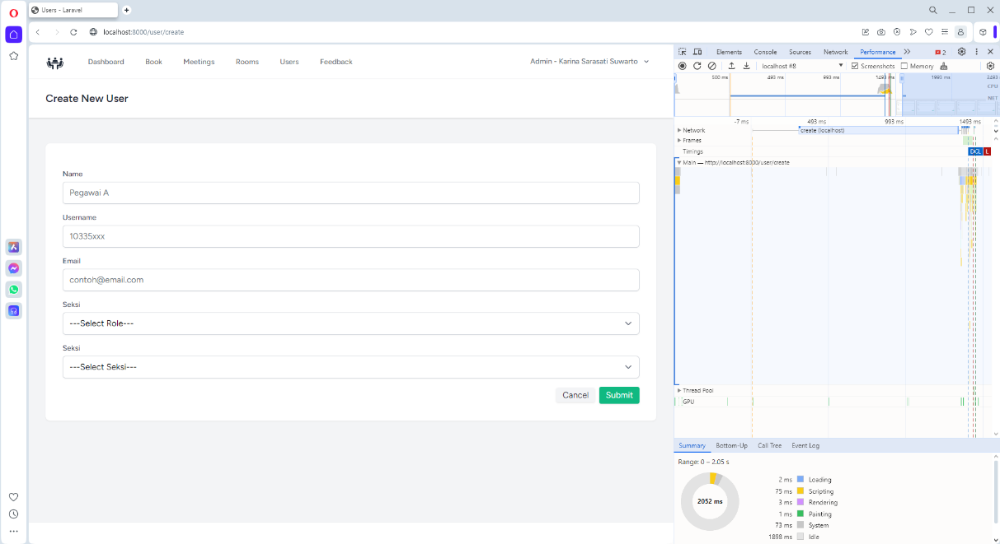 Users - Laravel
localhost:8000/user/create
Dashboard Book Meetings Rooms Users Feedback Admin - Karina Sarasati Suwarto
Create New User
Name
Pegawai A
Username
10335xxx
Email
contoh@email.com
Seksi
---Select Role---
Seksi
---Select Seksi---
Cancel Submit
Elements Console Sources Network Performance 2
localhost #8 Screenshots Memory
500 ms 493 ms 993 ms 1493 ms 1993 ms 2493
CPU
NET
-7 ms 493 ms 993 ms 1493 ms
Network create (localhost)
Frames
Timings DCL L
Main — http://localhost:8000/user/create
Thread Pool
GPU
Summary Bottom-Up Call Tree Event Log
Range: 0 – 2.05 s
2052 ms
2 ms Loading
75 ms Scripting
3 ms Rendering
1 ms Painting
73 ms System
1898 ms Idle